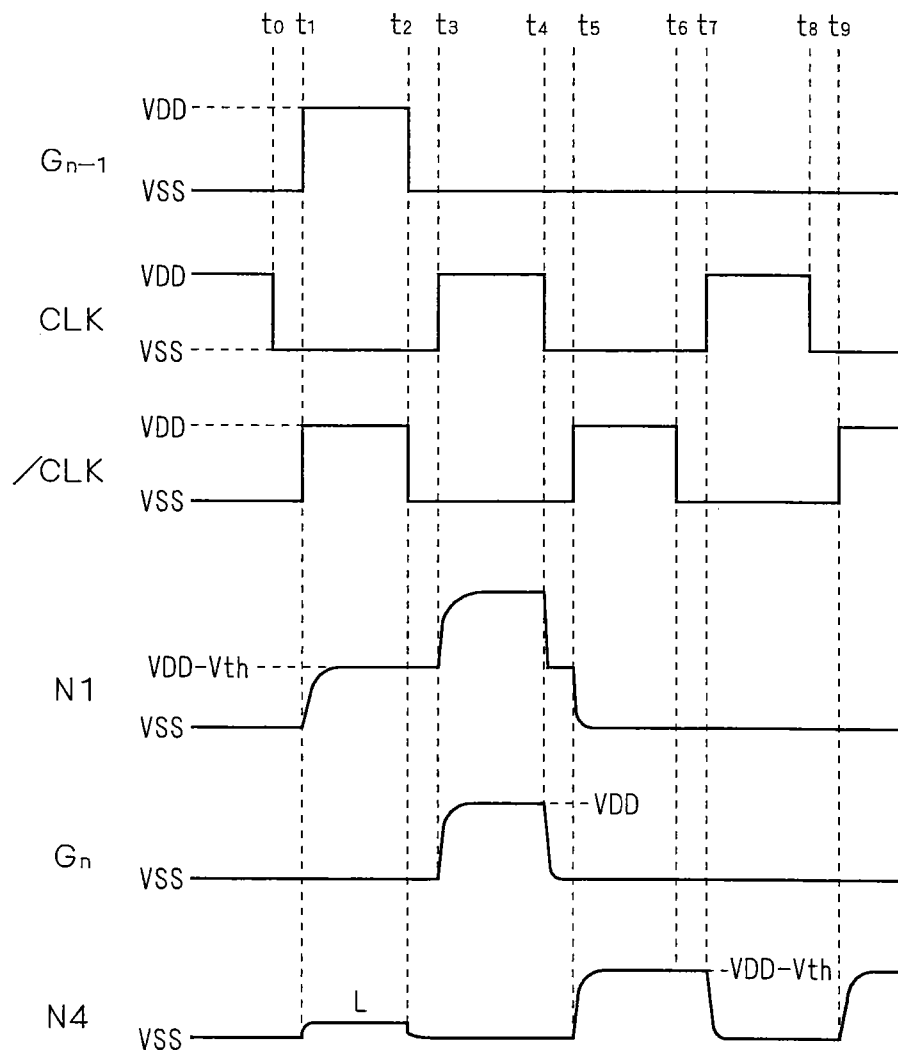 t0 t1 t2 t3 t4 t5 t6 t7 t8 t9
VDD
Gn-1
VSS
VDD
CLK
VSS
VDD
/CLK
VSS
VDD-Vth
N1
VSS
VDD
Gn
VSS
VDD-Vth
L
N4
VSS